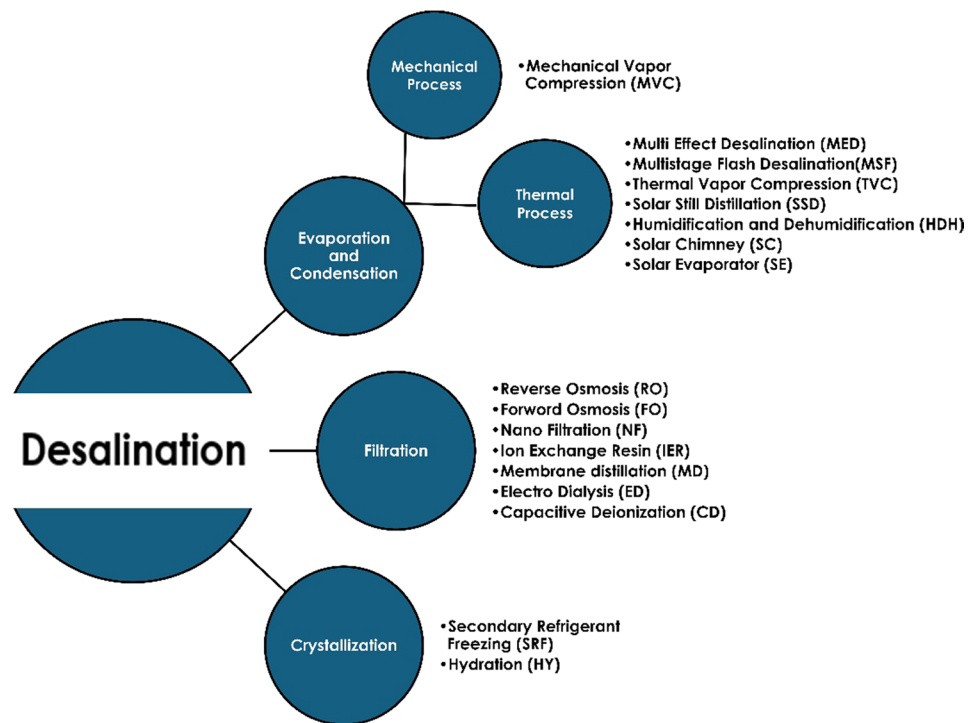 Mechanical
Process
•Mechanical Vapor
Compression (MVC)
Thermal
Process
•Multi Effect Desalination (MED)
•Multistage Flash Desalination(MSF)
•Thermal Vapor Compression (TVC)
•Solar Still Distillation (SSD)
•Humidification and Dehumidification (HDH)
•Solar Chimney (SC)
•Solar Evaporator (SE)
Evaporation
and
Condensation
Desalination
Filtration
•Reverse Osmosis (RO)
•Forword Osmosis (FO)
•Nano Filtration (NF)
•Ion Exchange Resin (IER)
•Membrane distillation (MD)
•Electro Dialysis (ED)
•Capacitive Deionization (CD)
Crystallization
•Secondary Refrigerant
Freezing (SRF)
•Hydration (HY)